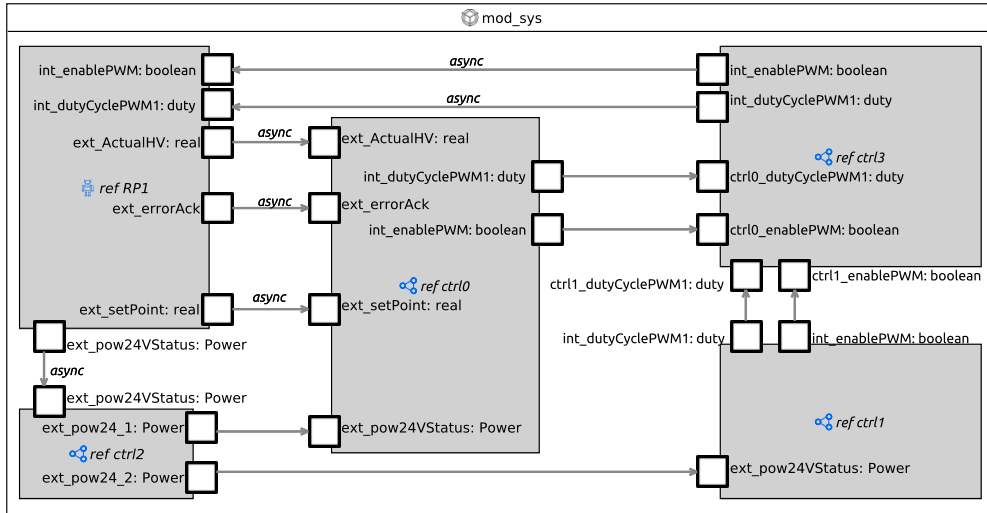 mod_sys
int_enablePWM: boolean
async
int_enablePWM: boolean
int_dutyCyclePWM1: duty
async
int_dutyCyclePWM1: duty
ext_ActualHV: real
async
ext_ActualHV: real
ref ctrl3
int_dutyCyclePWM1: duty
ctrl0_dutyCyclePWM1: duty
ref RP1
ext_errorAck
async
ext_errorAck
int_enablePWM: boolean
ctrl0_enablePWM: boolean
ref ctrl0
ctrl1_dutyCyclePWM1: duty
ctrl1_enablePWM: boolean
ext_setPoint: real
async
ext_setPoint: real
ext_pow24VStatus: Power
int_dutyCyclePWM1: duty
int_enablePWM: boolean
async
ext_pow24VStatus: Power
ext_pow24_1: Power
ext_pow24VStatus: Power
ref ctrl1
ref ctrl2
ext_pow24_2: Power
ext_pow24VStatus: Power